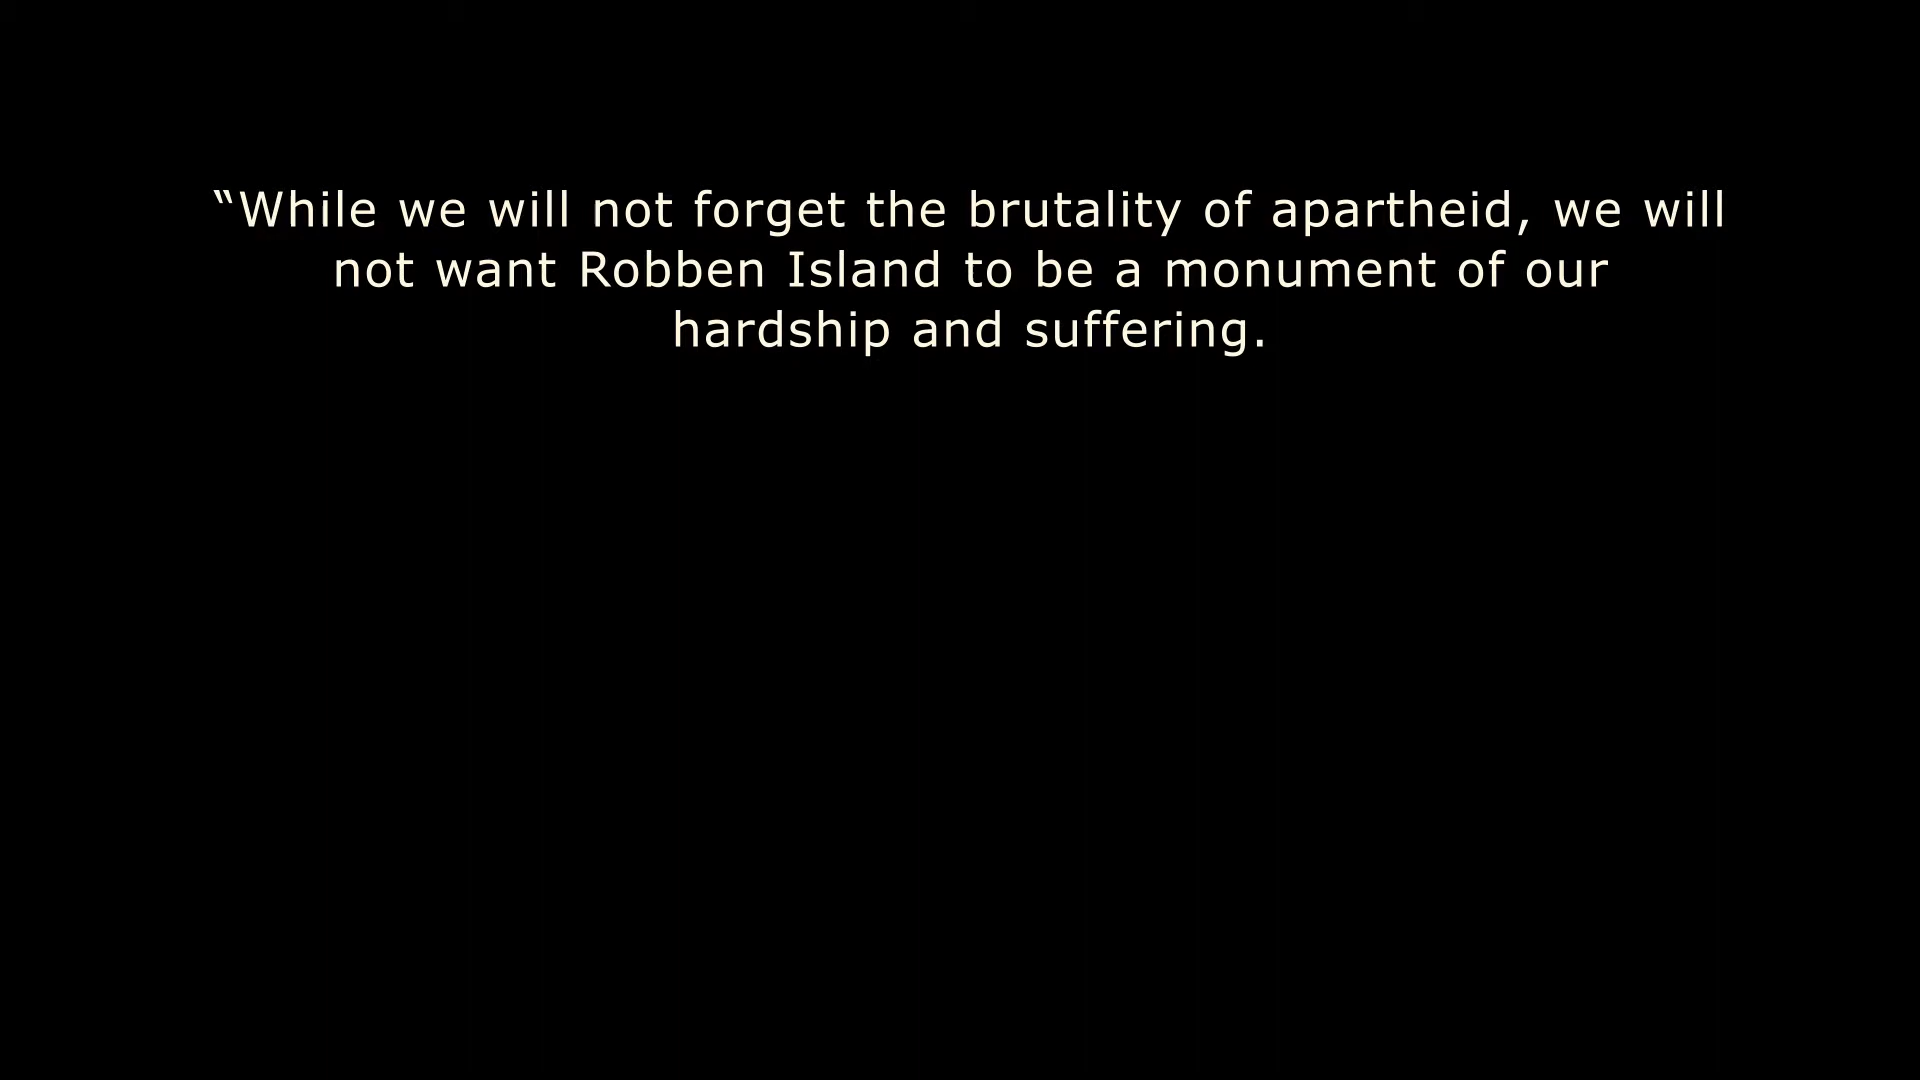 “While we will not forget the brutality of apartheid, we will
not want Robben Island to be a monument of our
hardship and suffering.